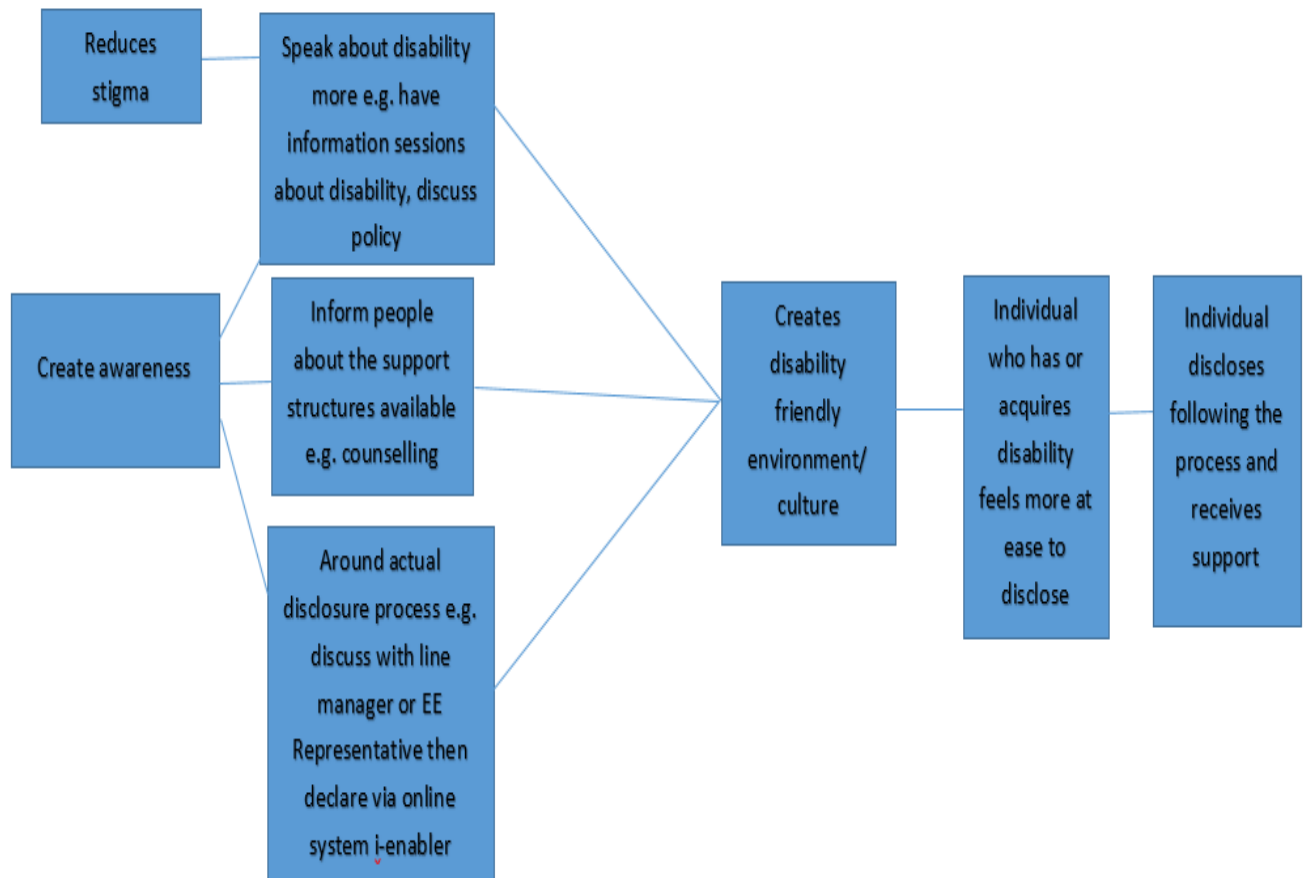 Reduces
stigma
Speak about disability
more e.g. have
information sessions
about disability, discuss
policy
Create awareness
Inform people
about the support
structures available
e.g. counselling
Around actual
disclosure process e.g.
discuss with line
manager or EE
Representative then
declare via online
system i-enabler
Creates
disability
friendly
environment/
culture
Individual
who has or
acquires
disability
feels more at
ease to
disclose
Individual
discloses
following the
process and
receives
support